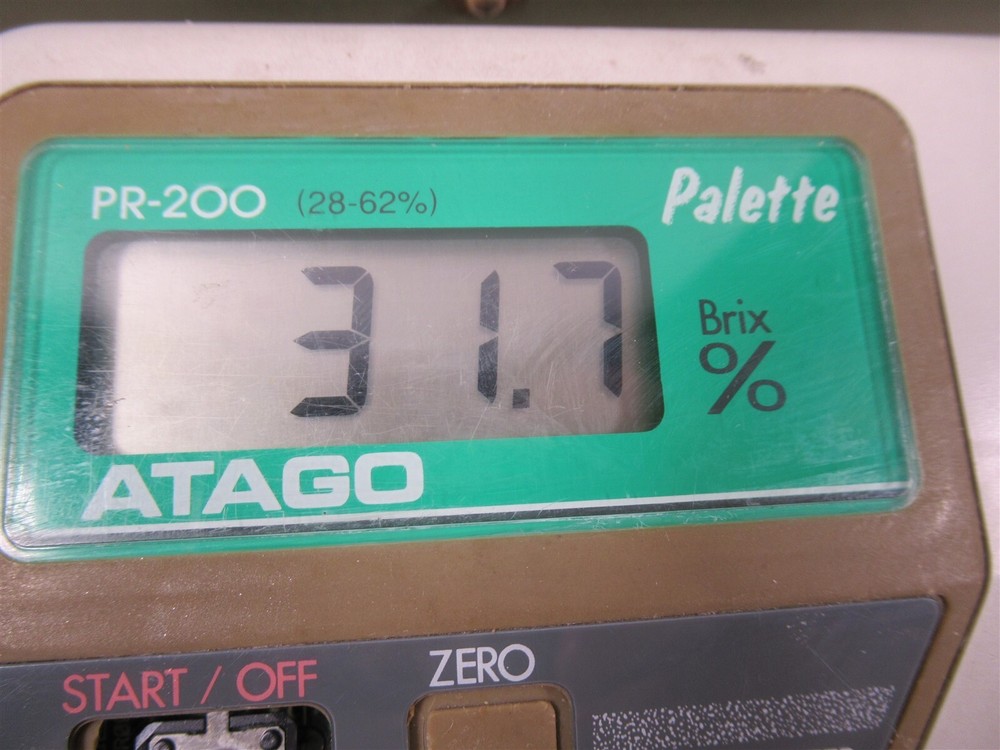 PR-200 (28-62%) Palette
31.7
Brix
%
ATAGO
START / OFF
ZERO